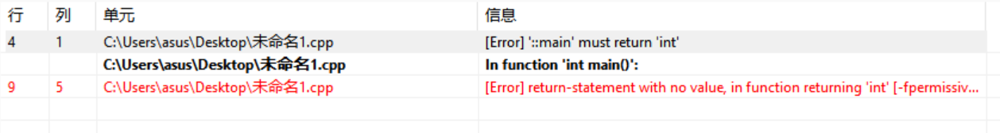 行 列 单元 信息
4 1 C:\Users\asus\Desktop\未命名1.cpp [Error] '::main' must return 'int'
C:\Users\asus\Desktop\未命名1.cpp In function 'int main()':
9 5 C:\Users\asus\Desktop\未命名1.cpp [Error] return-statement with no value, in function returning 'int' [-fpermissiv...